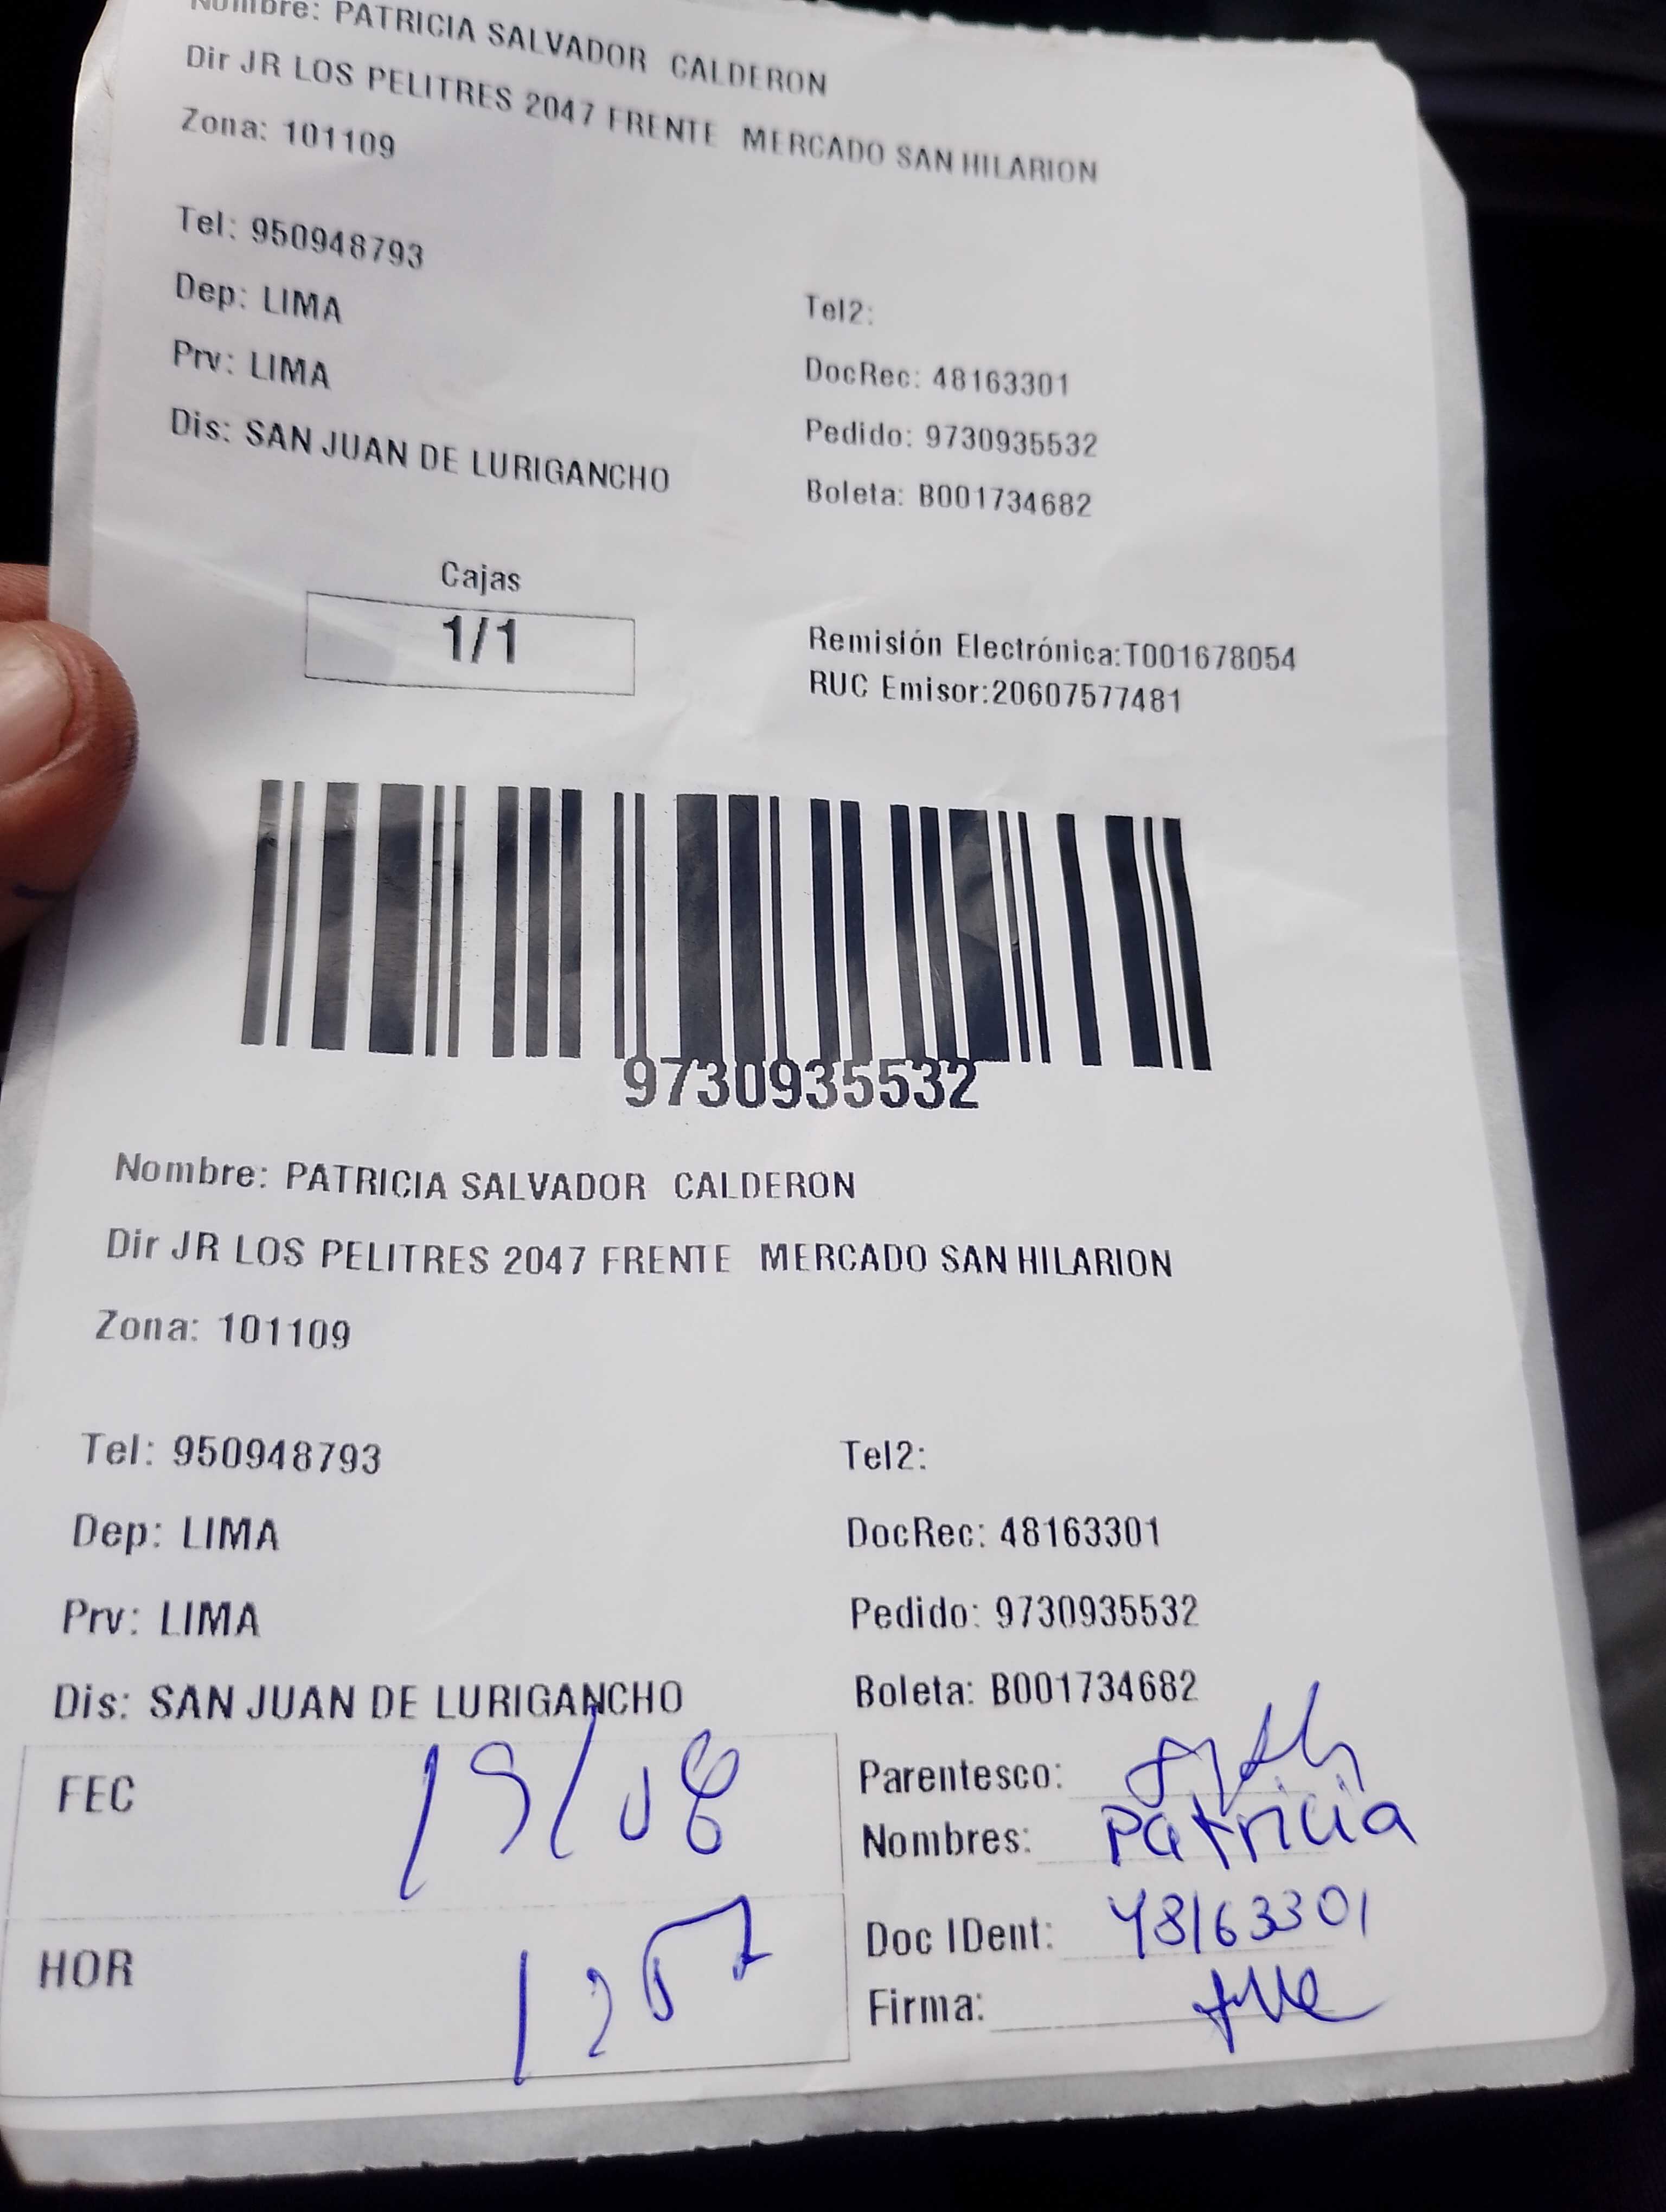 Nombre: PATRICIA SALVADOR CALDERON
Dir JR LOS PELITRES 2047 FRENTE MERCADO SAN HILARION
Zona: 101109
Tel: 950948793
Tel2:
Dep: LIMA
DocRec: 48163301
Prv: LIMA
Pedido: 9730935532
Dis: SAN JUAN DE LURIGANCHO
Boleta: B001734682
Cajas
1/1
Remisión Electrónica:T001678054
RUC Emisor:20607577481
9730935532
Nombre: PATRICIA SALVADOR CALDERON
Dir JR LOS PELITRES 2047 FRENTE MERCADO SAN HILARION
Zona: 101109
Tel: 950948793
Tel2:
Dep: LIMA
DocRec: 48163301
Prv: LIMA
Pedido: 9730935532
Dis: SAN JUAN DE LURIGANCHO
Boleta: B001734682
FEC 19/08
Parentesco:
Nombres: Patricia
HOR 1257
Doc IDent: 48163301
Firma: